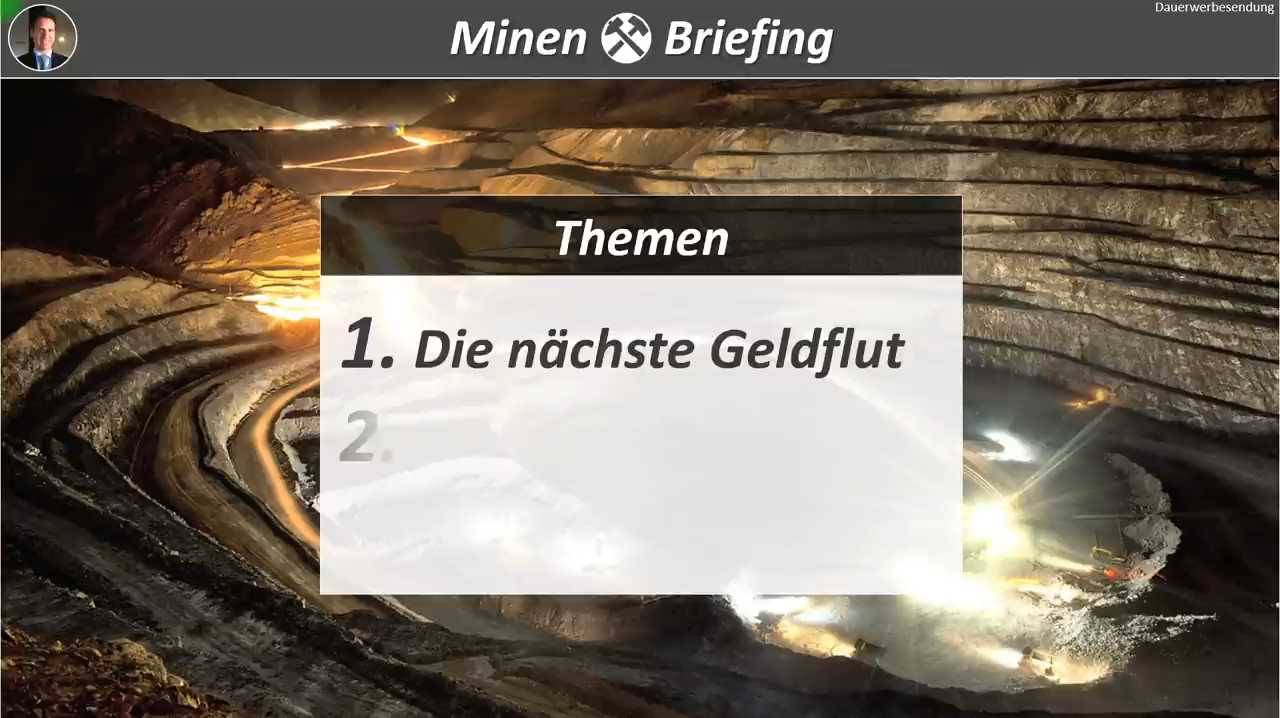 Dauerwerbesendung
Minen Briefing
Themen
1. Die nächste Geldflut
2.